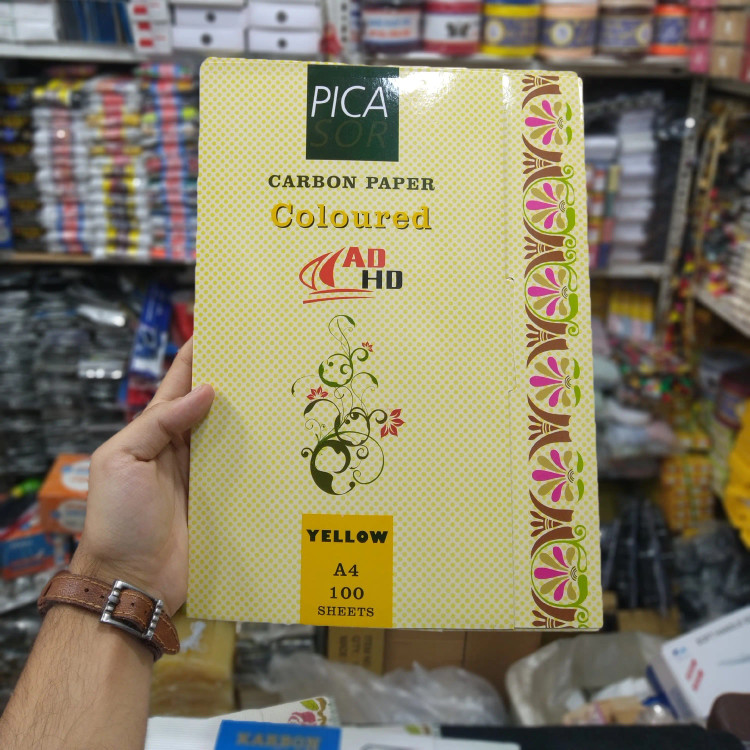 PICA
SOR
CARBON PAPER
Coloured
AD
HD
YELLOW
A4
100
SHEETS
KARBON